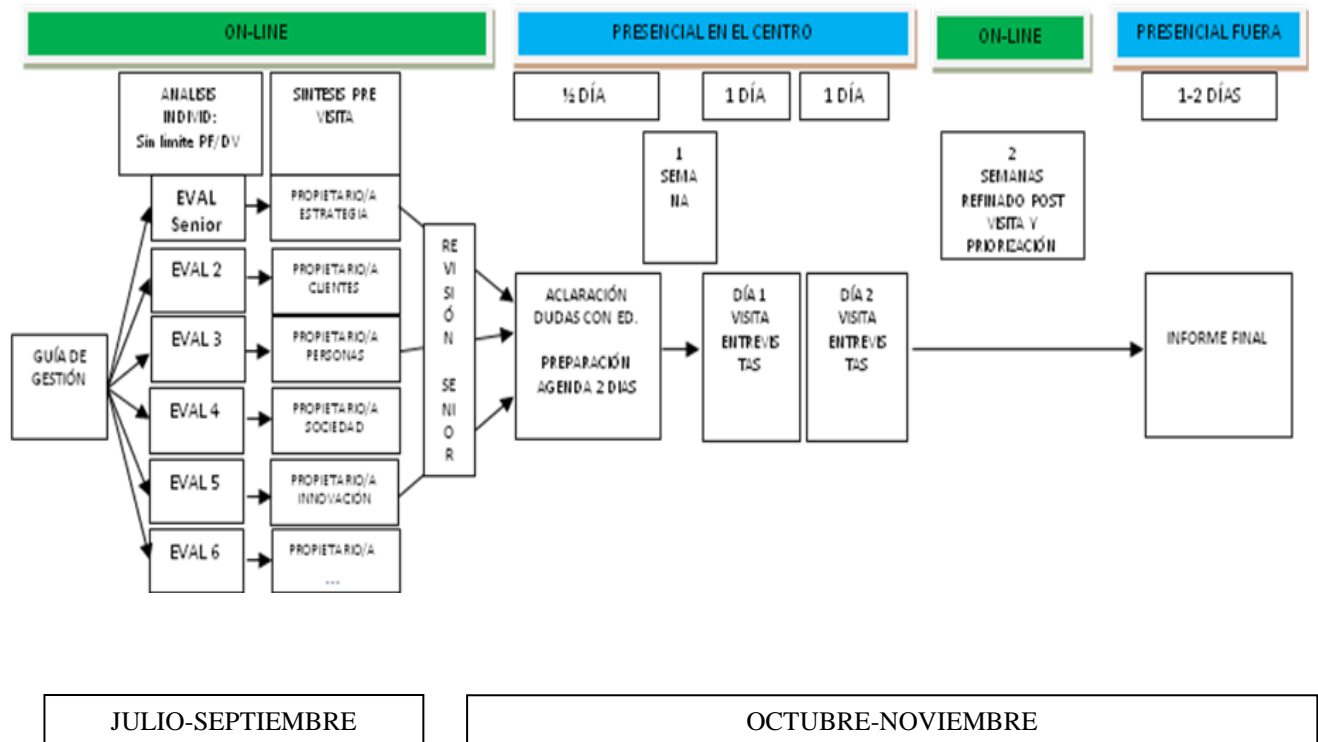 ON-LINE
PRESENCIAL EN EL CENTRO
ON-LINE
PRESENCIAL FUERA
ANALISIS
INDIVID:
Sin limite PF/DV
SINTESIS PRE
VISITA
½ DÍA
1 DÍA
1 DÍA
1-2 DÍAS
1
SEMA
NA
2
SEMANAS
REFINADO POST
VISITA Y
PRIORIZACIÓN
GUÍA DE
GESTIÓN
EVAL
Senior
PROPIETARIO/A
ESTRATEGIA
EVAL 2
PROPIETARIO/A
CLIENTES
EVAL 3
PROPIETARIO/A
PERSONAS
EVAL 4
PROPIETARIO/A
SOCIEDAD
EVAL 5
PROPIETARIO/A
INNOVACIÓN
EVAL 6
PROPIETARIO/A
...
RE
VI
SI
Ó
N
SE
NI
O
R
ACLARACIÓN
DUDAS CON ED.
PREPARACIÓN
AGENDA 2 DIAS
DÍA 1
VISITA
ENTREVIS
TAS
DÍA 2
VISITA
ENTREVIS
TAS
INFORME FINAL
JULIO-SEPTIEMBRE
OCTUBRE-NOVIEMBRE